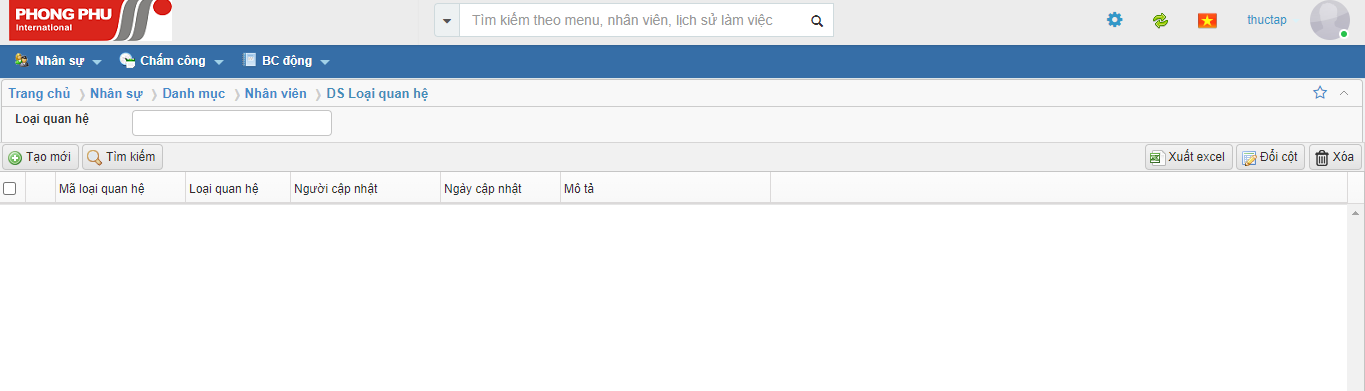 PHONG PHU
International
Tìm kiếm theo menu, nhân viên, lịch sử làm việc
thuctap
Nhân sự Chấm công BC động
Trang chủ ❭ Nhân sự ❭ Danh mục ❭ Nhân viên ❭ DS Loại quan hệ
Loại quan hệ
Tạo mới Tìm kiếm Xuất excel Đổi cột Xóa
Mã loại quan hệ Loại quan hệ Người cập nhật Ngày cập nhật Mô tả